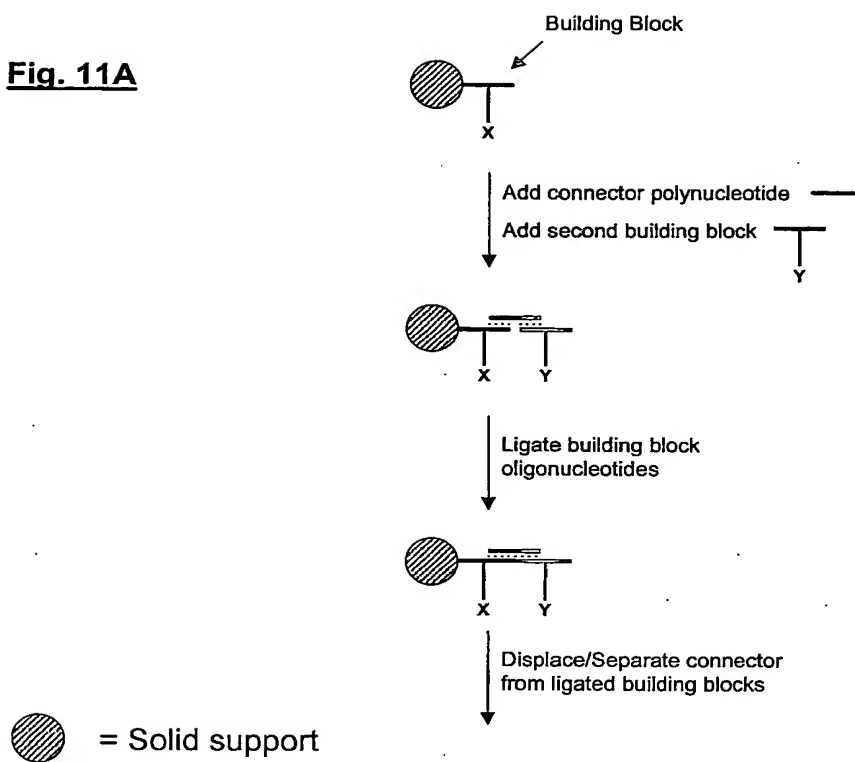 Fig. 11A
Building Block
X
Add connector polynucleotide
Add second building block
Y
X Y
Ligate building block
oligonucleotides
X Y
Displace/Separate connector
from ligated building blocks
= Solid support